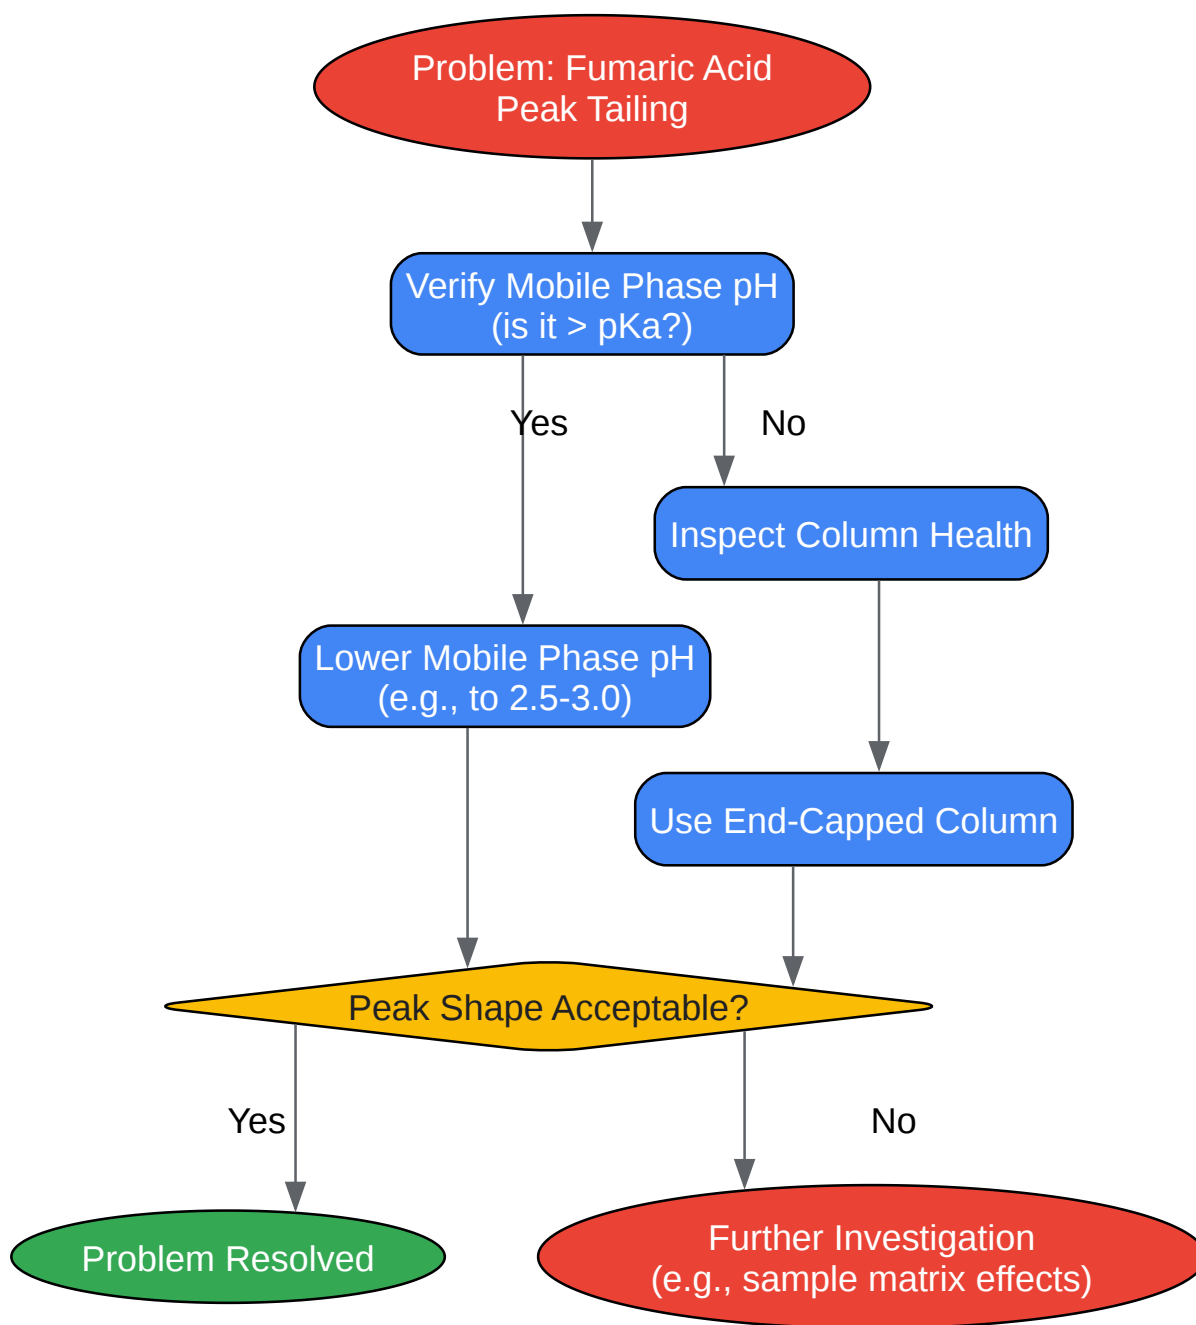 Problem: Fumaric Acid
Peak Tailing
Verify Mobile Phase pH
(is it > pKa?)
Yes
No
Inspect Column Health
Lower Mobile Phase pH
(e.g., to 2.5-3.0)
Use End-Capped Column
Peak Shape Acceptable?
Yes
No
Problem Resolved
Further Investigation
(e.g., sample matrix effects)